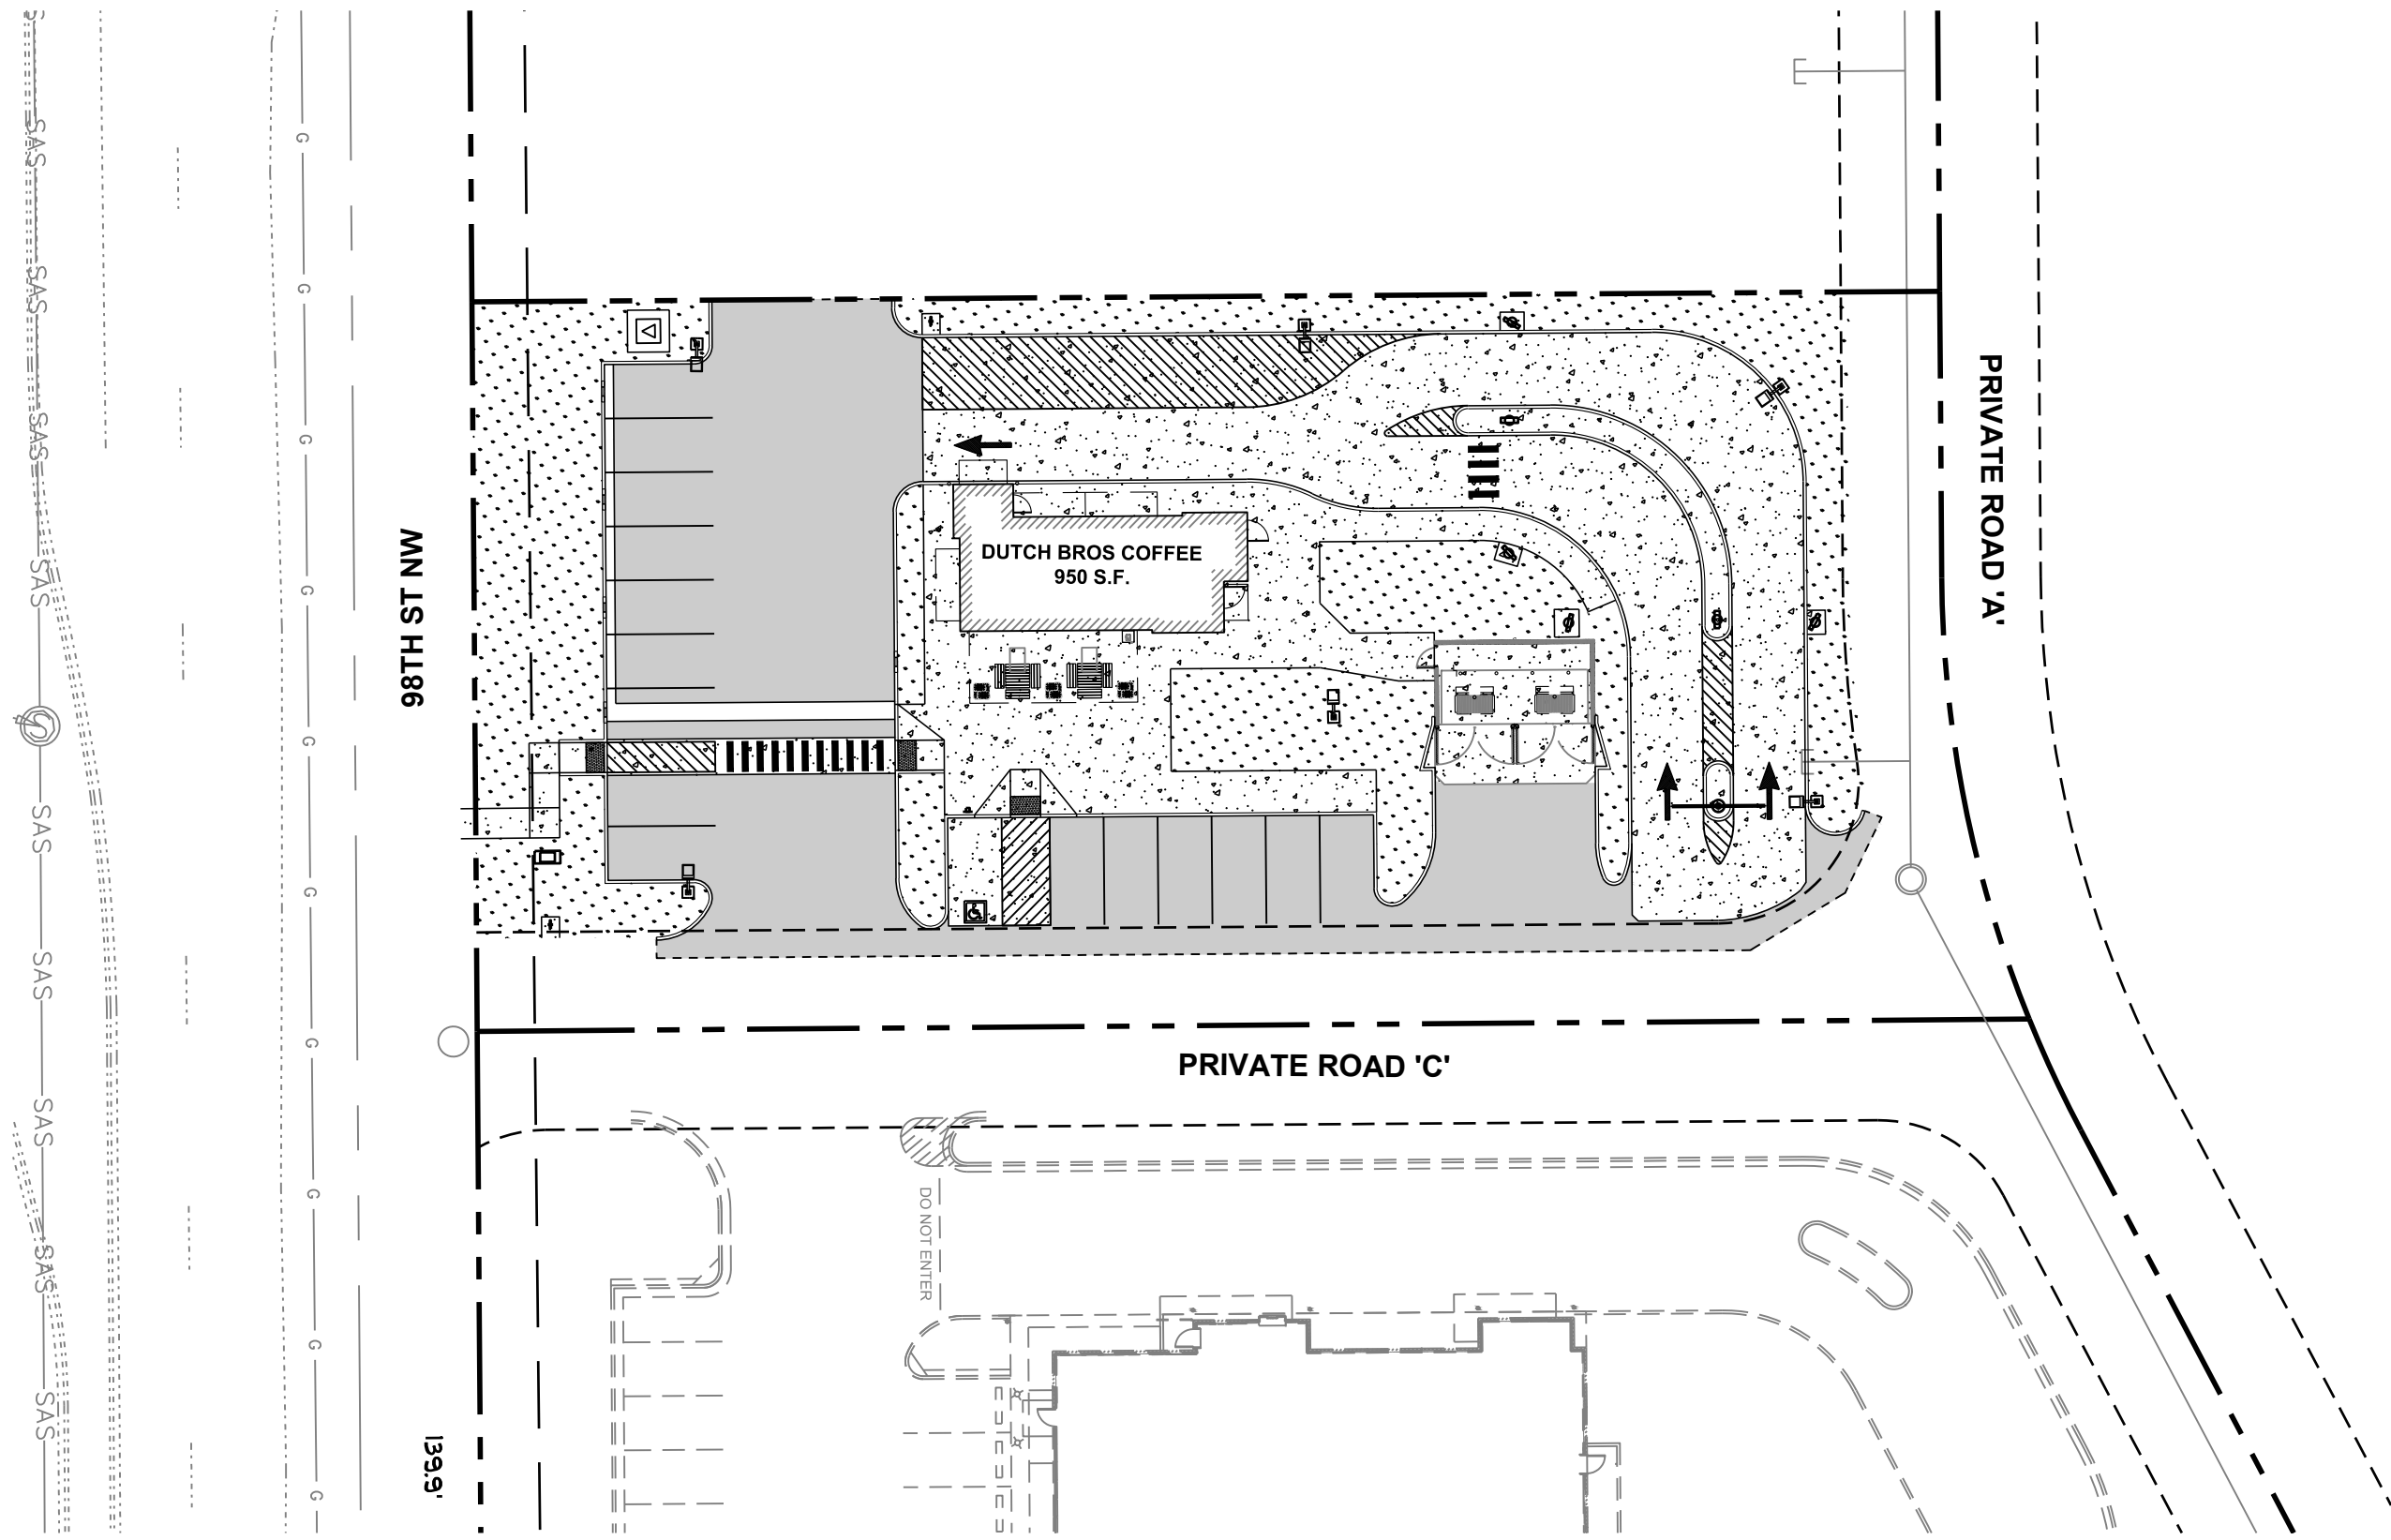 SAS
SAS
SAS
SAS
SAS
SAS
SAS
SAS
SAS
G
G
G
G
G
G
G
G
G
G
98TH ST NW
139.9'
DUTCH BROS COFFEE
950 S.F.
PRIVATE ROAD 'A'
PRIVATE ROAD 'C'
DO NOT ENTER